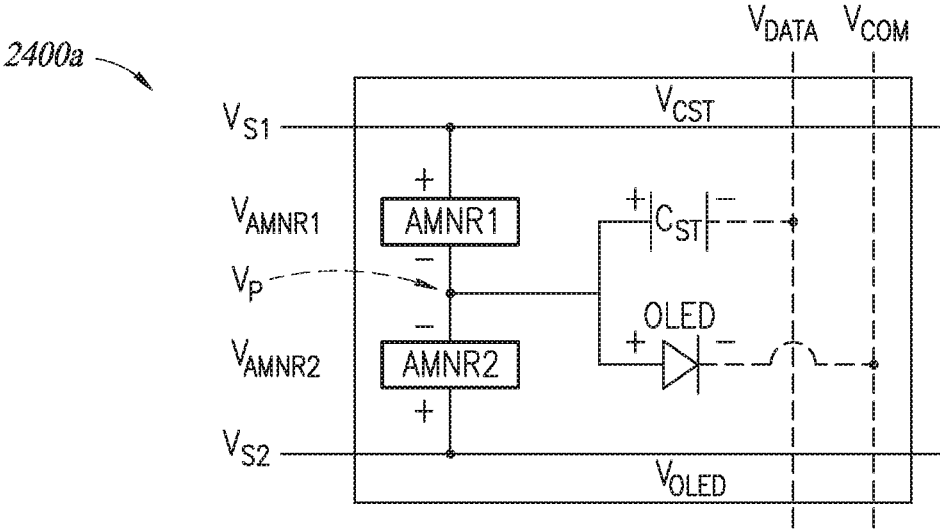 V_DATA V_COM
2400a
V_CST
V_S1
+
V_AMNR1 AMNR1
+ C_ST −
−
V_P
OLED
−
+ −
V_AMNR2 AMNR2
+
V_S2
V_OLED